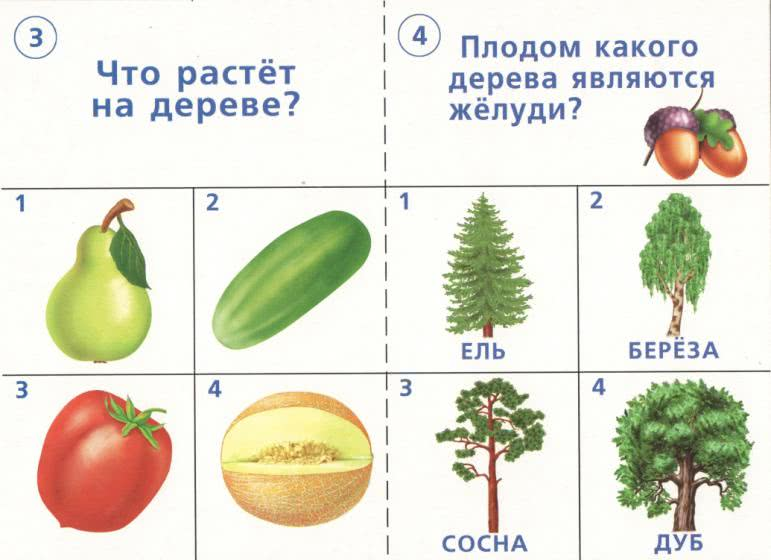 3
Что растёт
на дереве?
1
2
3
4
4
Плодом какого
дерева являются
жёлуди?
1
ЕЛЬ
2
БЕРЁЗА
3
СОСНА
4
ДУБ